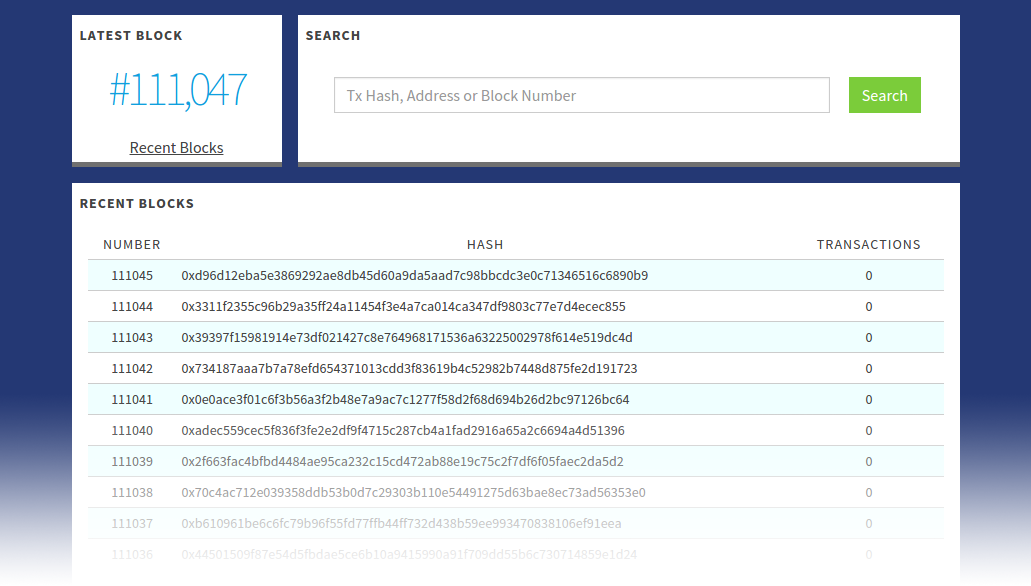 LATEST BLOCK
#111,047
Recent Blocks
SEARCH
Tx Hash, Address or Block Number
Search
RECENT BLOCKS
NUMBER HASH TRANSACTIONS
111045 0xd96d12eba5e3869292ae8db45d60a9da5aad7c98bbcdc3e0c71346516c6890b9 0
111044 0x3311f2355c96b29a35ff24a11454f3e4a7ca014ca347df9803c77e7d4ecec855 0
111043 0x39397f15981914e73df021427c8e764968171536a63225002978f614e519dc4d 0
111042 0x734187aaa7b7a78efd654371013cdd3f83619b4c52982b7448d875fe2d191723 0
111041 0x0e0ace3f01c6f3b56a3f2b48e7a9ac7c1277f58d2f68d694b26d2bc97126bc64 0
111040 0xadec559cec5f836f3fe2e2df9f4715c287cb4a1fad2916a65a2c6694a4d51396 0
111039 0x2f663fac4bfbd4484ae95ca232c15cd472ab88e19c75c2f7df6f05faec2da5d2 0
111038 0x70c4ac712e039358ddb53b0d7c29303b110e54491275d63bae8ec73ad56353e0 0
111037 0xb610961be6c6fc79b96f55fd77ffb44ff732d438b59ee993470838106ef91eea 0
111036 0x44501509f87e54d5fbdae5ce6b10a9415990a91f709dd55b6c730714859e1d24 0